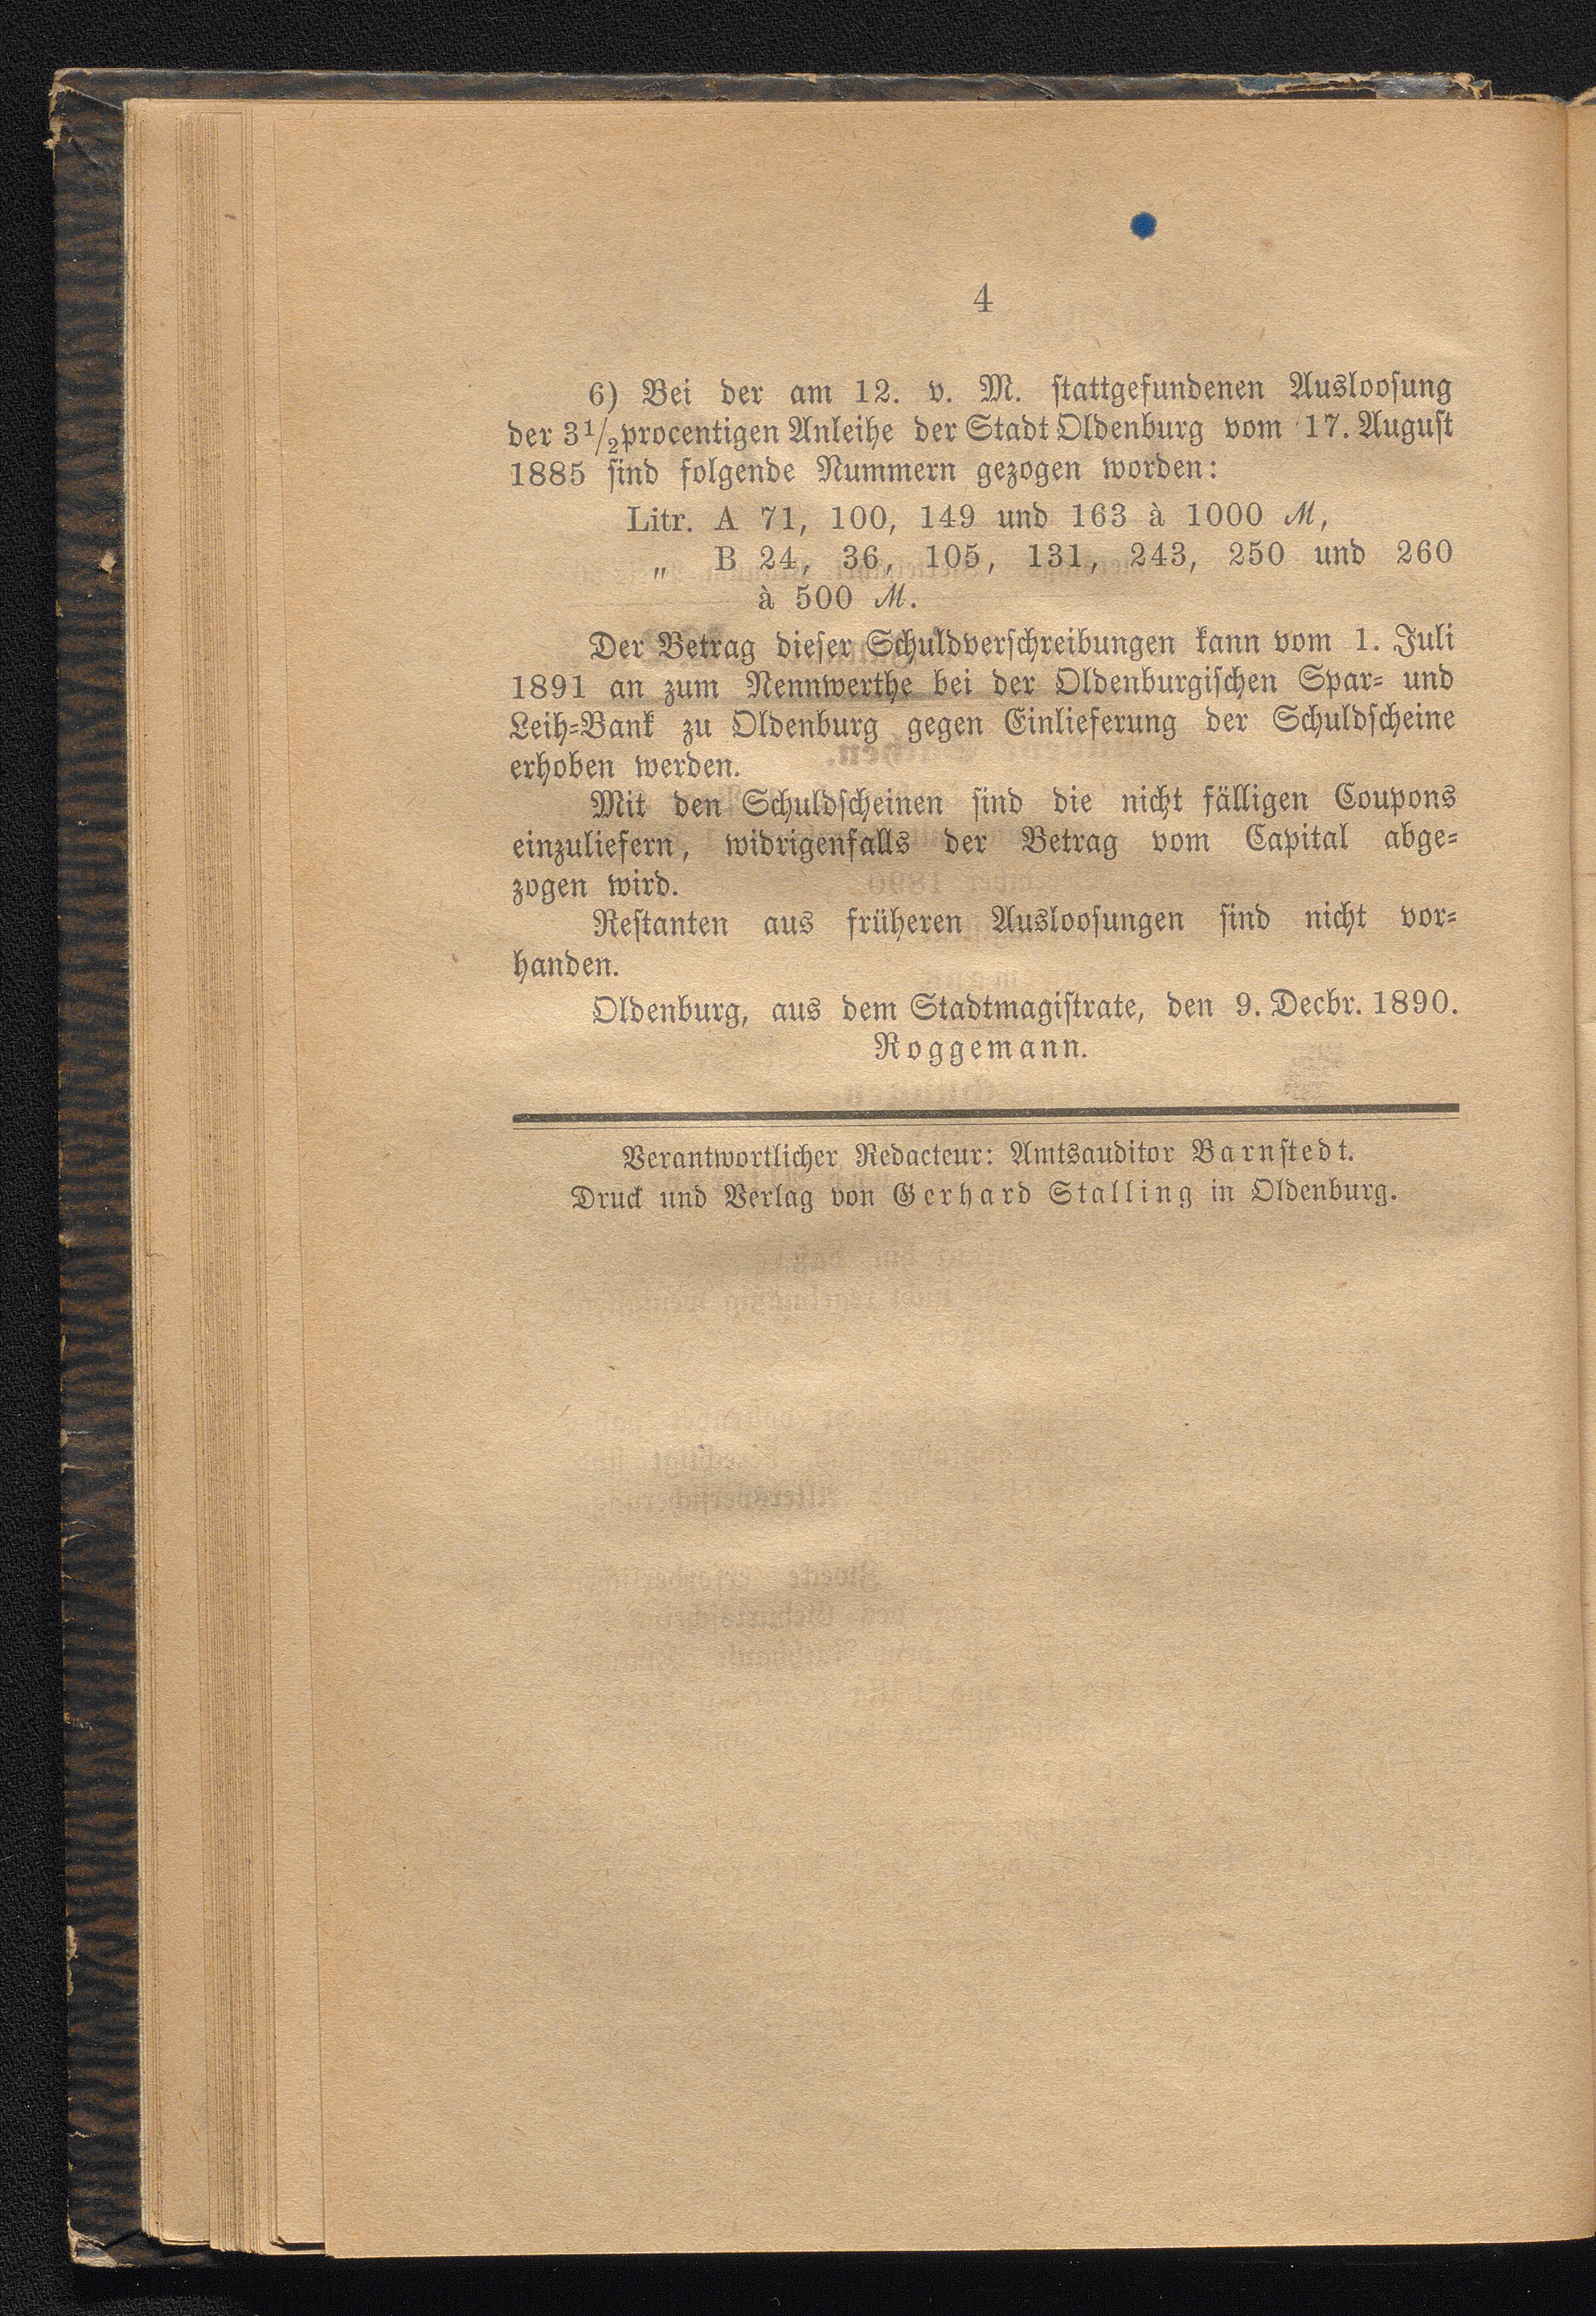 4
6) Bei der am 12. v. M. stattgefundenen Ausloosung
der 3 1/2 procentigen Anleihe der Stadt Oldenburg vom 17. August
1885 sind folgende Nummern gezogen worden:
Litr. A 71, 100, 149 und 163 à 1000 ℳ,
„ B 24, 36, 105, 131, 243, 250 und 260
à 500 ℳ.
Der Betrag dieser Schuldverschreibungen kann vom 1. Juli
1891 an zum Nennwerthe bei der Oldenburgischen Spar- und
Leih-Bank zu Oldenburg gegen Einlieferung der Schuldscheine
erhoben werden.
Mit den Schuldscheinen sind die nicht fälligen Coupons
einzuliefern, widrigenfalls der Betrag vom Capital abge-
zogen wird.
Restanten aus früheren Ausloosungen sind nicht vor-
handen.
Oldenburg, aus dem Stadtmagistrate, den 9. Decbr. 1890.
Roggemann.
Verantwortlicher Redacteur: Amtsauditor Barnstedt.
Druck und Verlag von Gerhard Stalling in Oldenburg.